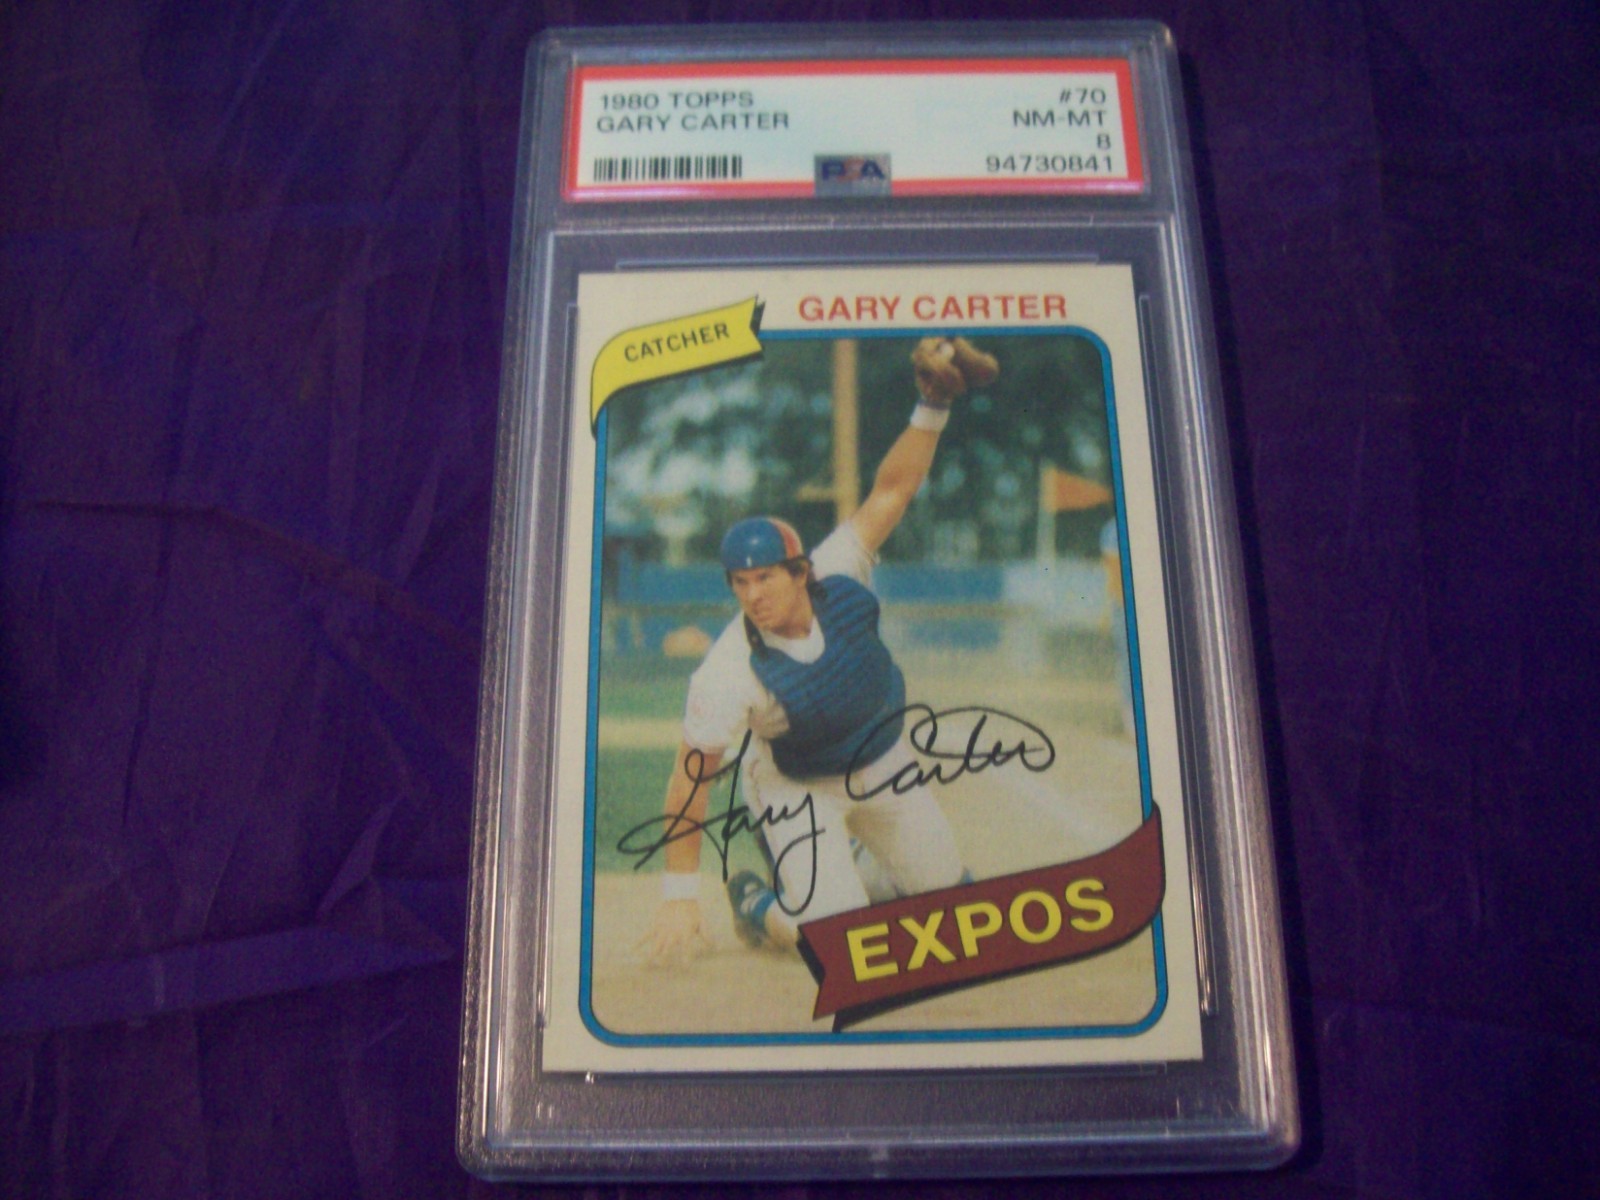 1980 TOPPS #70
GARY CARTER NM-MT
8
PSA 94730841
CATCHER
GARY CARTER
Gary Carter
EXPOS